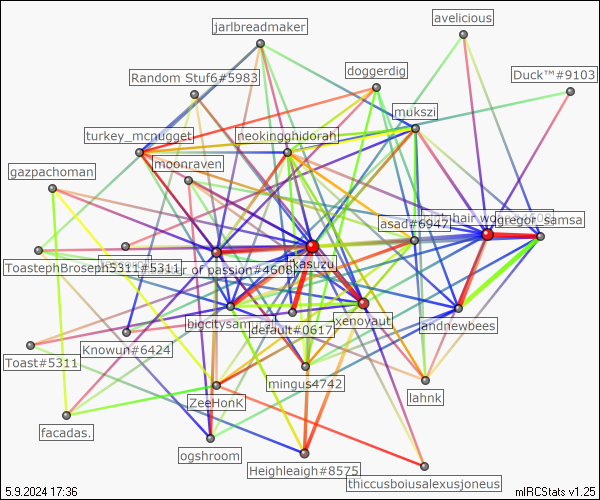 avelicious
jarlbreadmaker
doggerdig
Random Stuf6#5983
Duck™#9103
mukszi
turkey_mcnugget
neokingghidorah
moonraven
gazpachoman
hair
gregor_samsa
asad#6947
ToastephBroseph5311#5311
of passion#4608
kasuzu
bigcitysam
default#0617
xenoyaut
andnewbees
Knowun#6424
Toast#5311
mingus4742
lahnk
ZeeHonK
facadas.
ogshroom
Heighleaigh#8575
thiccusboiusalexusjoneus
5.9.2024 17:36
mIRCStats v1.25